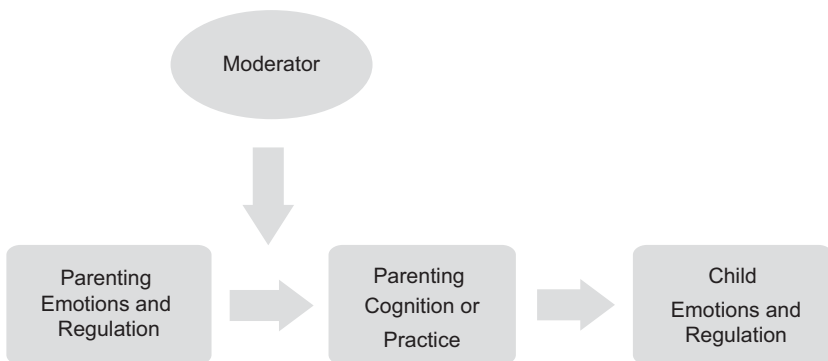 Moderator
Parenting
Emotions and
Regulation
Parenting
Cognition or
Practice
Child
Emotions and
Regulation